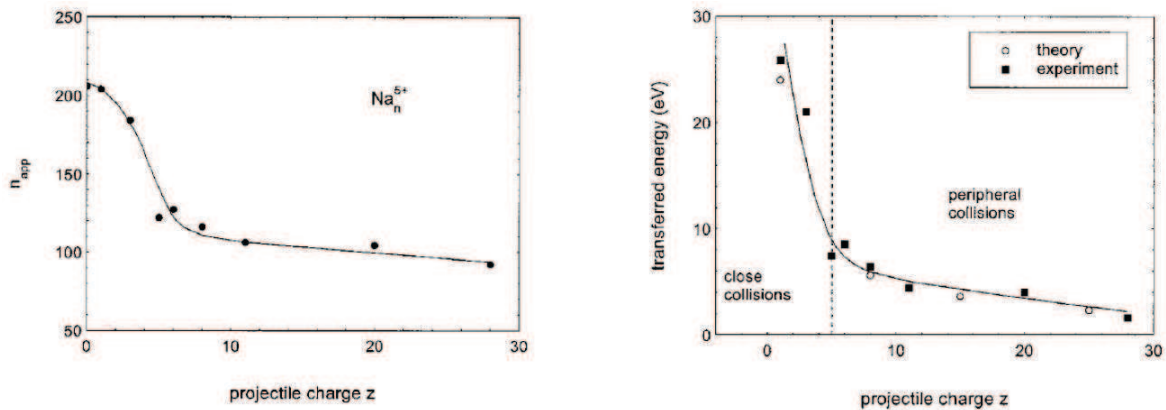 250
200
150
100
50
n_app
Na_n^5+
0
10
20
30
projectile charge z
30
20
10
0
transferred energy (eV)
theory
experiment
peripheral
collisions
close
collisions
0
10
20
30
projectile charge z